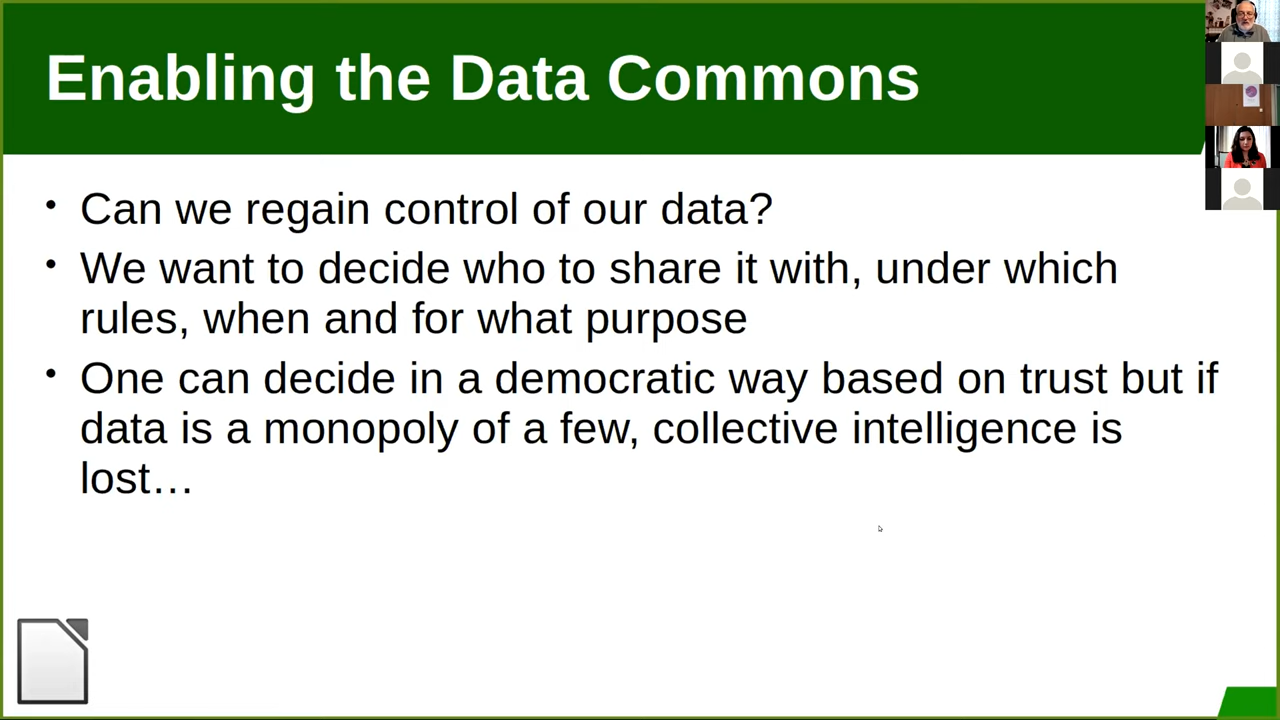 Enabling the Data Commons
• Can we regain control of our data?
• We want to decide who to share it with, under which
rules, when and for what purpose
• One can decide in a democratic way based on trust but if
data is a monopoly of a few, collective intelligence is
lost…